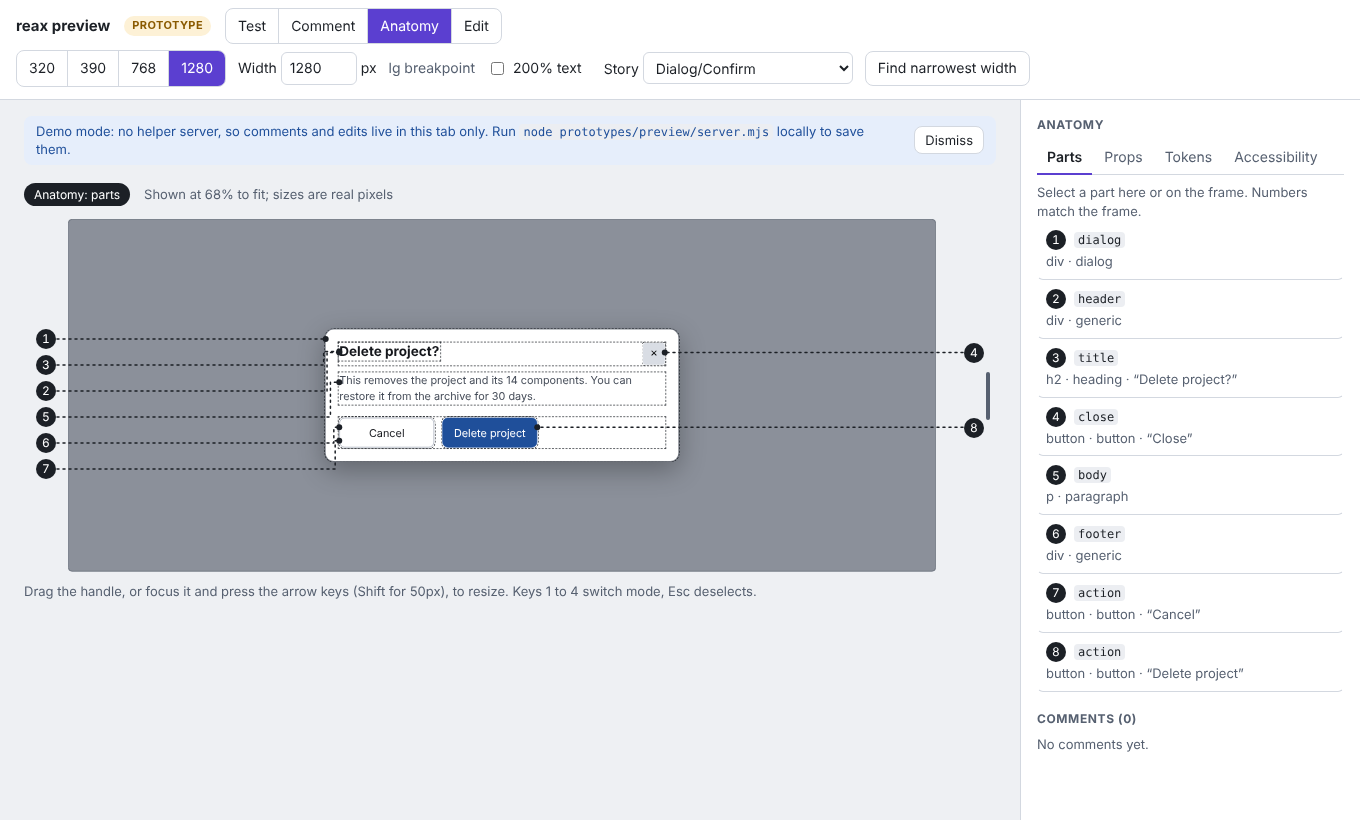 reax preview PROTOTYPE Test Comment Anatomy Edit
320 390 768 1280 Width 1280 px lg breakpoint 200% text Story Dialog/Confirm Find narrowest width
Demo mode: no helper server, so comments and edits live in this tab only. Run node prototypes/preview/server.mjs locally to save
them.
Dismiss
Anatomy: parts Shown at 68% to fit; sizes are real pixels
1
3
2
5
6
7
Delete project?
×
This removes the project and its 14 components. You can
restore it from the archive for 30 days.
Cancel Delete project
4
8
Drag the handle, or focus it and press the arrow keys (Shift for 50px), to resize. Keys 1 to 4 switch mode, Esc deselects.
ANATOMY
Parts Props Tokens Accessibility
Select a part here or on the frame. Numbers
match the frame.
1 dialog
div · dialog
2 header
div · generic
3 title
h2 · heading · “Delete project?”
4 close
button · button · “Close”
5 body
p · paragraph
6 footer
div · generic
7 action
button · button · “Cancel”
8 action
button · button · “Delete project”
COMMENTS (0)
No comments yet.